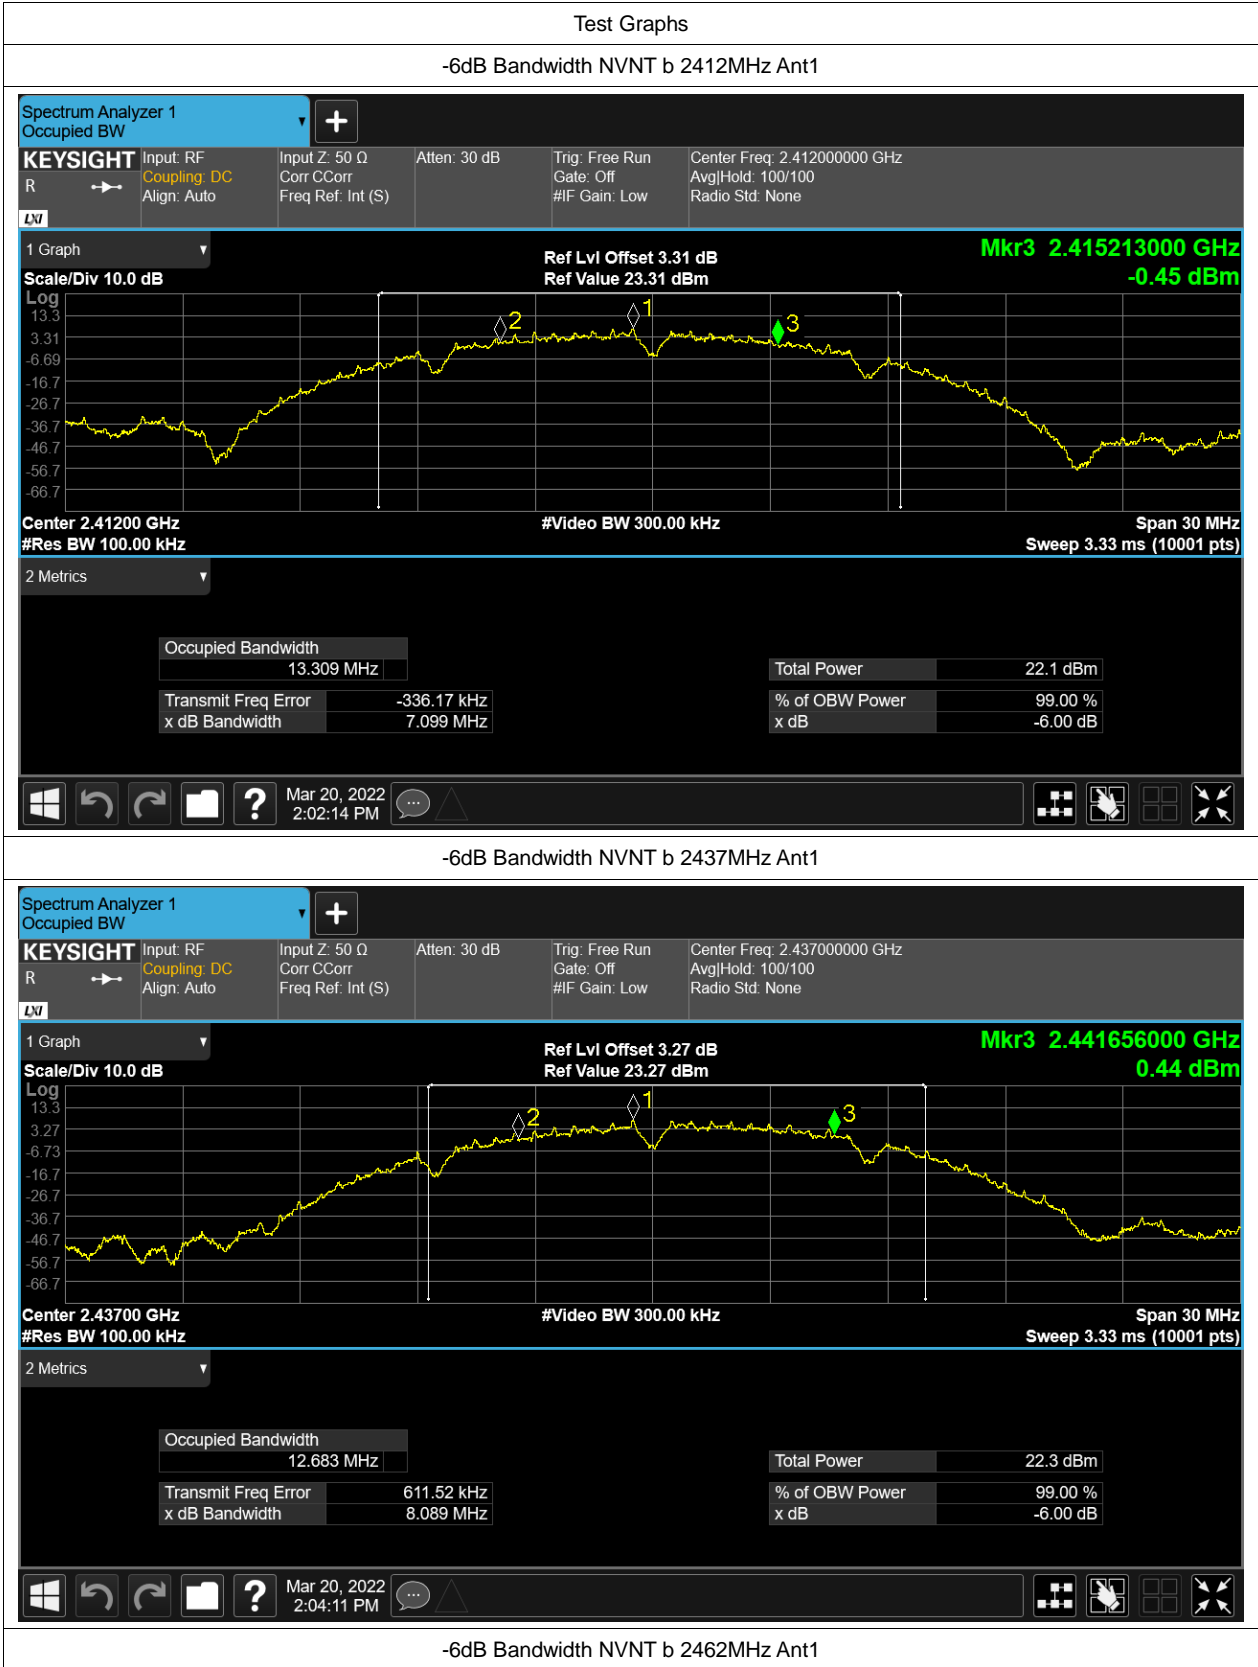 Test Graphs
-6dB Bandwidth NVNT b 2412MHz Ant1
Spectrum Analyzer 1
Occupied BW
KEYSIGHT Input: RF Input Z: 50 Ω Atten: 30 dB Trig: Free Run Center Freq: 2.412000000 GHz
R Coupling: DC Corr CCorr Gate: Off Avg|Hold: 100/100
Align: Auto Freq Ref: Int (S) #IF Gain: Low Radio Std: None
LXI
1 Graph Ref Lvl Offset 3.31 dB Mkr3 2.415213000 GHz
Scale/Div 10.0 dB Ref Value 23.31 dBm -0.45 dBm
Log
13.3
3.31
-6.69
-16.7
-26.7
-36.7
-46.7
-56.7
-66.7
2
1
3
Center 2.41200 GHz #Video BW 300.00 kHz Span 30 MHz
#Res BW 100.00 kHz Sweep 3.33 ms (10001 pts)
2 Metrics
Occupied Bandwidth
13.309 MHz Total Power 22.1 dBm
Transmit Freq Error -336.17 kHz % of OBW Power 99.00 %
x dB Bandwidth 7.099 MHz x dB -6.00 dB
Mar 20, 2022
2:02:14 PM
-6dB Bandwidth NVNT b 2437MHz Ant1
Spectrum Analyzer 1
Occupied BW
KEYSIGHT Input: RF Input Z: 50 Ω Atten: 30 dB Trig: Free Run Center Freq: 2.437000000 GHz
R Coupling: DC Corr CCorr Gate: Off Avg|Hold: 100/100
Align: Auto Freq Ref: Int (S) #IF Gain: Low Radio Std: None
LXI
1 Graph Ref Lvl Offset 3.27 dB Mkr3 2.441656000 GHz
Scale/Div 10.0 dB Ref Value 23.27 dBm 0.44 dBm
Log
13.3
3.27
-6.73
-16.7
-26.7
-36.7
-46.7
-56.7
-66.7
2
1
3
Center 2.43700 GHz #Video BW 300.00 kHz Span 30 MHz
#Res BW 100.00 kHz Sweep 3.33 ms (10001 pts)
2 Metrics
Occupied Bandwidth
12.683 MHz Total Power 22.3 dBm
Transmit Freq Error 611.52 kHz % of OBW Power 99.00 %
x dB Bandwidth 8.089 MHz x dB -6.00 dB
Mar 20, 2022
2:04:11 PM
-6dB Bandwidth NVNT b 2462MHz Ant1